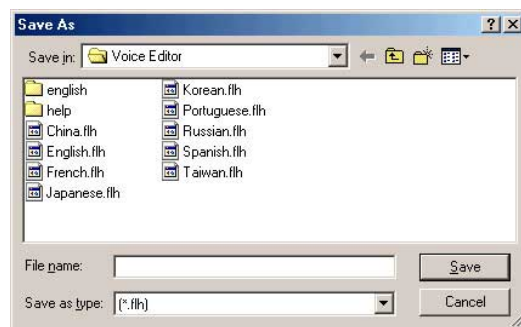 Save As
Save in: Voice Editor
english
help
China.flh
English.flh
French.flh
Japanese.flh
Korean.flh
Portuguese.flh
Russian.flh
Spanish.flh
Taiwan.flh
File name:
Save
Save as type: (*.flh)
Cancel